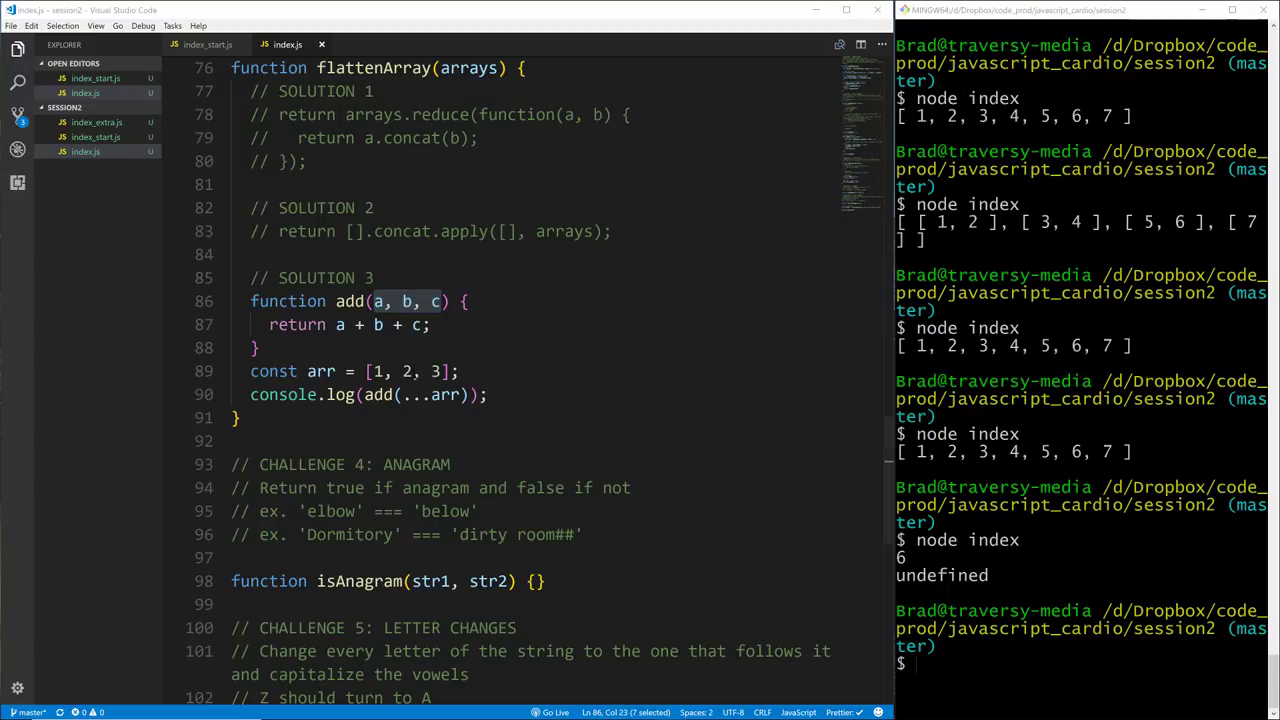 index.js - session2 - Visual Studio Code
File Edit Selection View Go Debug Tasks Help
EXPLORER
OPEN EDITORS
index_start.js U
index.js U
SESSION2
index_extra.js U
index_start.js U
index.js U
3
index_start.js index.js ×
76 function flattenArray(arrays) {
77 // SOLUTION 1
78 // return arrays.reduce(function(a, b) {
79 //   return a.concat(b);
80 // });
81
82 // SOLUTION 2
83 // return [].concat.apply([], arrays);
84
85 // SOLUTION 3
86 function add(a, b, c) {
87 return a + b + c;
88 }
89 const arr = [1, 2, 3];
90 console.log(add(...arr));
91 }
92
93 // CHALLENGE 4: ANAGRAM
94 // Return true if anagram and false if not
95 // ex. 'elbow' === 'below'
96 // ex. 'Dormitory' === 'dirty room##'
97
98 function isAnagram(str1, str2) {}
99
100 // CHALLENGE 5: LETTER CHANGES
101 // Change every letter of the string to the one that follows it
and capitalize the vowels
102 // Z should turn to A
master* 0 0 Go Live Ln 86, Col 23 (7 selected) Spaces: 2 UTF-8 CRLF JavaScript Prettier: ✓
MINGW64:/d/Dropbox/code_prod/javascript_cardio/session2
Brad@traversy-media /d/Dropbox/code_
prod/javascript_cardio/session2 (mas
ter)
$ node index
[ 1, 2, 3, 4, 5, 6, 7 ]
Brad@traversy-media /d/Dropbox/code_
prod/javascript_cardio/session2 (mas
ter)
$ node index
[ [ 1, 2 ], [ 3, 4 ], [ 5, 6 ], [ 7
] ]
Brad@traversy-media /d/Dropbox/code_
prod/javascript_cardio/session2 (mas
ter)
$ node index
[ 1, 2, 3, 4, 5, 6, 7 ]
Brad@traversy-media /d/Dropbox/code_
prod/javascript_cardio/session2 (mas
ter)
$ node index
[ 1, 2, 3, 4, 5, 6, 7 ]
Brad@traversy-media /d/Dropbox/code_
prod/javascript_cardio/session2 (mas
ter)
$ node index
6
undefined
Brad@traversy-media /d/Dropbox/code_
prod/javascript_cardio/session2 (mas
ter)
$